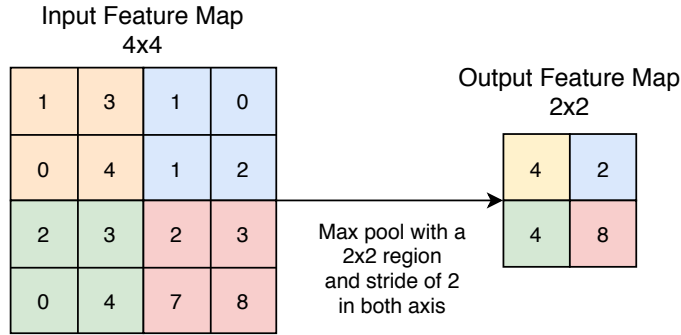 Input Feature Map
4x4
1 3 1 0
0 4 1 2
2 3 2 3
0 4 7 8
Max pool with a
2x2 region
and stride of 2
in both axis
Output Feature Map
2x2
4 2
4 8